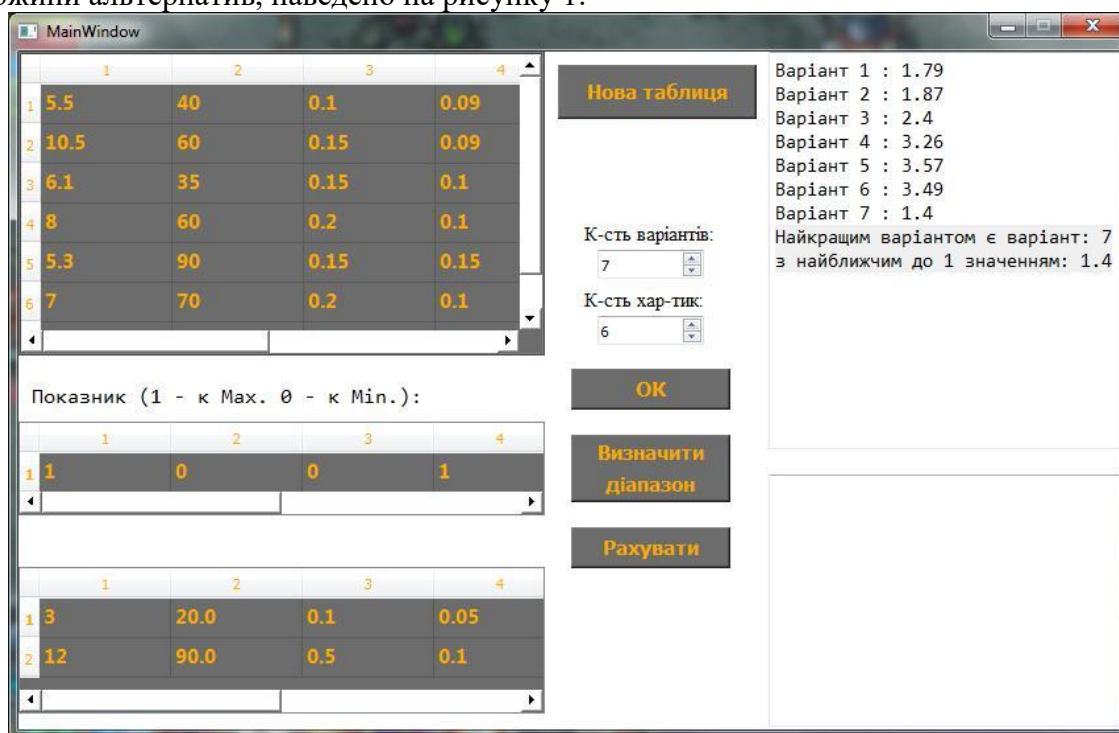 ожини альтернатив, наведено на рисунку 1.
MainWindow
1 2 3 4
1 5.5 40 0.1 0.09
2 10.5 60 0.15 0.09
3 6.1 35 0.15 0.1
4 8 60 0.2 0.1
5 5.3 90 0.15 0.15
6 7 70 0.2 0.1
Показник (1 - к Max. 0 - к Min.):
1 2 3 4
1 1 0 0 1
1 2 3 4
1 3 20.0 0.1 0.05
2 12 90.0 0.5 0.1
Нова таблиця
К-сть варіантів:
7
К-сть хар-тик:
6
ОК
Визначити
діапазон
Рахувати
Варіант 1 : 1.79
Варіант 2 : 1.87
Варіант 3 : 2.4
Варіант 4 : 3.26
Варіант 5 : 3.57
Варіант 6 : 3.49
Варіант 7 : 1.4
Найкращим варіантом є варіант: 7
з найближчим до 1 значенням: 1.4